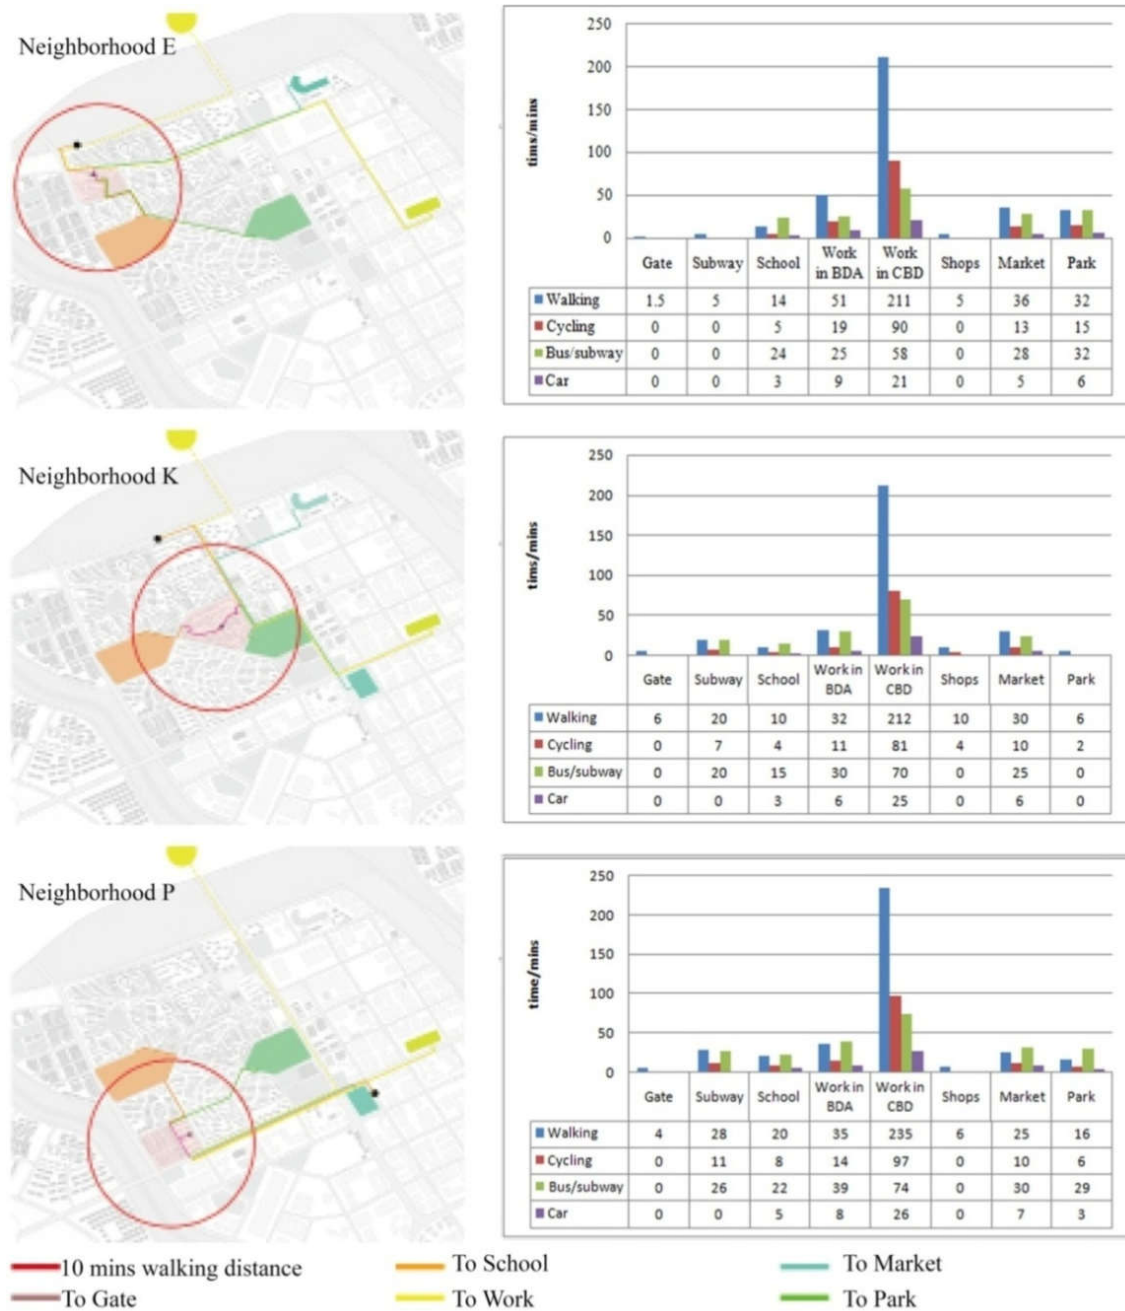 Neighborhood E
250
200
150
100
50
0
tims/mins
Gate Subway School Work in BDA Work in CBD Shops Market Park
Walking 1.5 5 14 51 211 5 36 32
Cycling 0 0 5 19 90 0 13 15
Bus/subway 0 0 24 25 58 0 28 32
Car 0 0 3 9 21 0 5 6
Neighborhood K
250
200
150
100
50
0
tims/mins
Gate Subway School Work in BDA Work in CBD Shops Market Park
Walking 6 20 10 32 212 10 30 6
Cycling 0 7 4 11 81 4 10 2
Bus/subway 0 20 15 30 70 0 25 0
Car 0 0 3 6 25 0 6 0
Neighborhood P
250
200
150
100
50
0
time/mins
Gate Subway School Work in BDA Work in CBD Shops Market Park
Walking 4 28 20 35 235 6 25 16
Cycling 0 11 8 14 97 0 10 6
Bus/subway 0 26 22 39 74 0 30 29
Car 0 0 5 8 26 0 7 3
10 mins walking distance To School To Market
To Gate To Work To Park